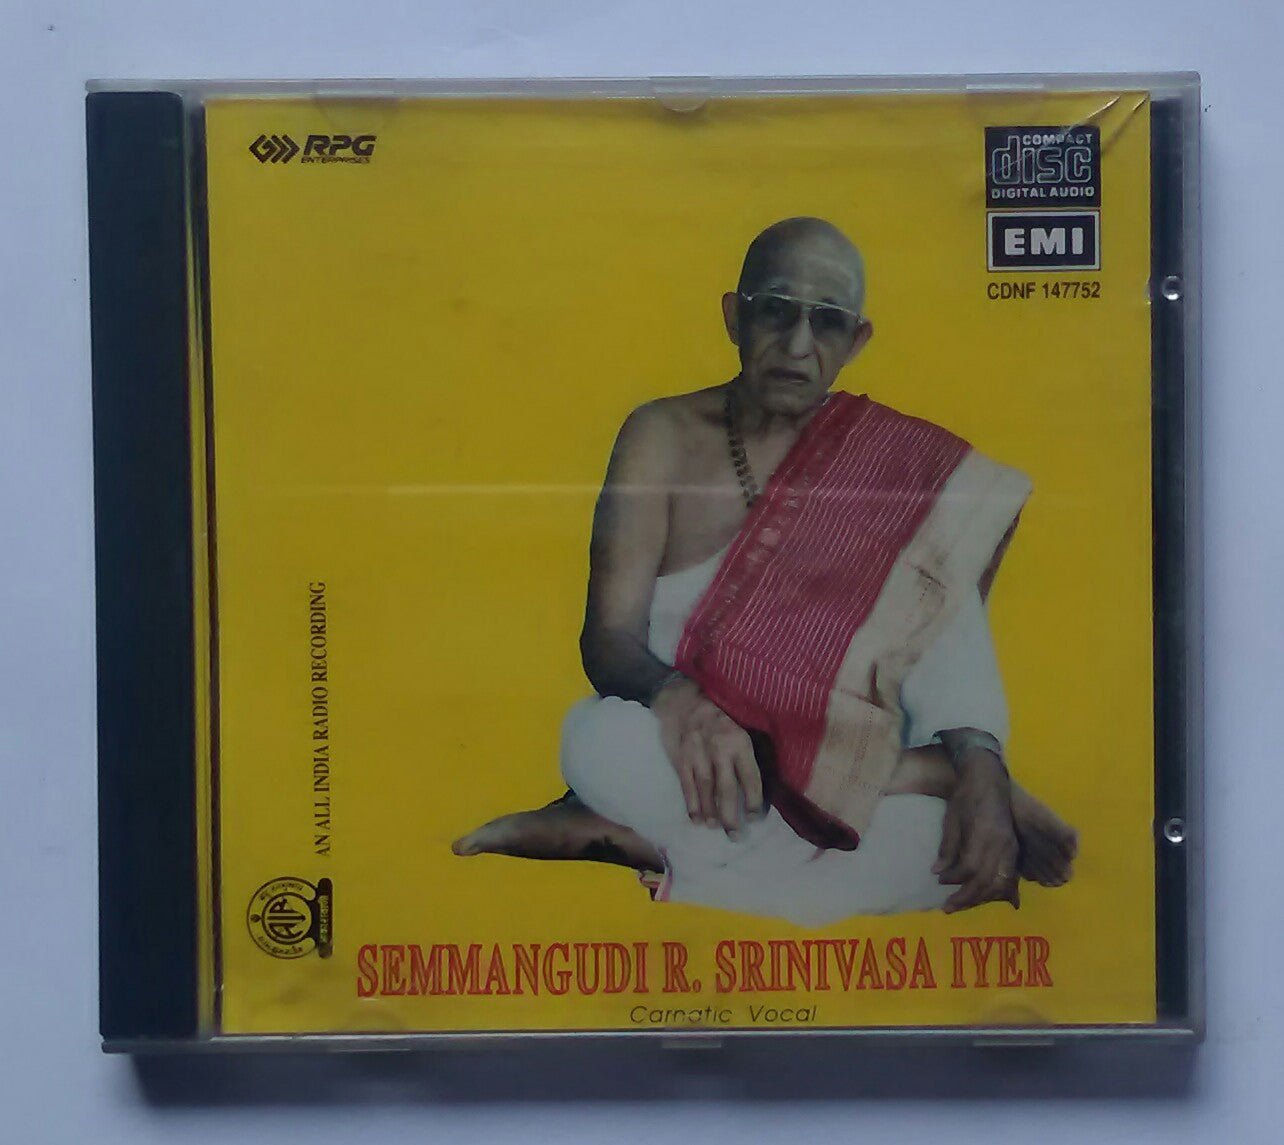 RPG
ENTERPRISES
COMPACT
disc
DIGITAL AUDIO
EMI
CDNF 147752
AN ALL INDIA RADIO RECORDING
AIR
SEMMANGUDI R. SRINIVASA IYER
Carnatic Vocal